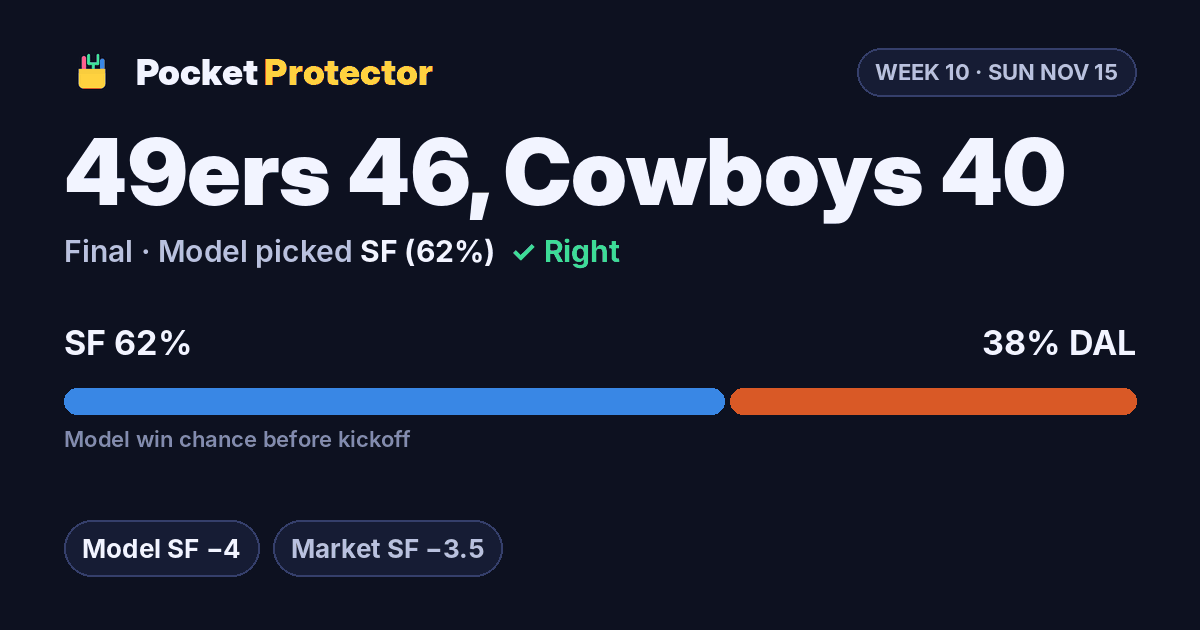 Pocket Protector
WEEK 10 · SUN NOV 15
49ers 46, Cowboys 40
Final · Model picked SF (62%) ✓ Right
SF 62%
38% DAL
Model win chance before kickoff
Model SF −4
Market SF −3.5